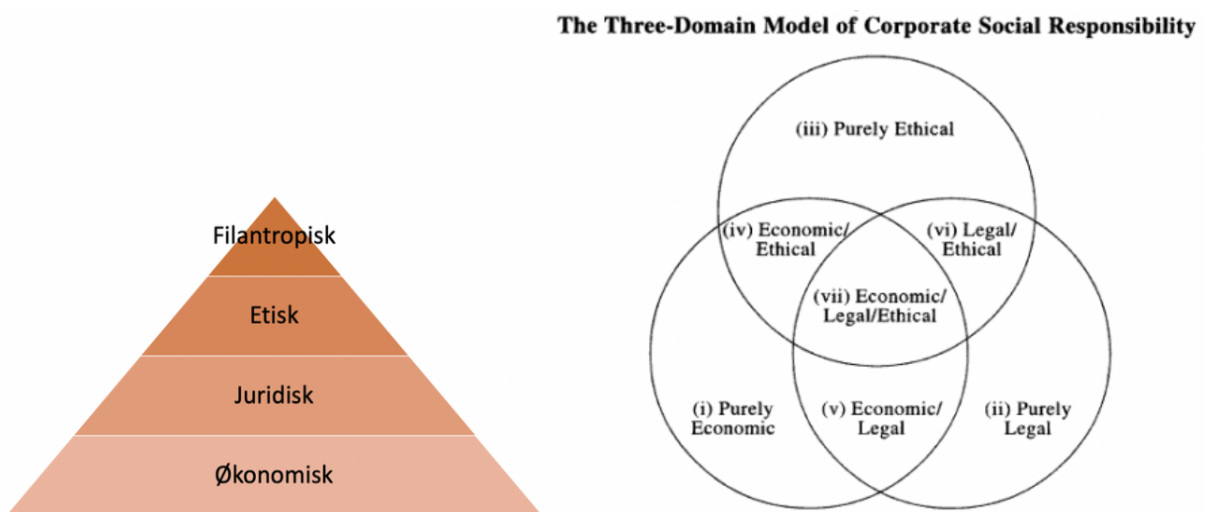 Filantropisk
Etisk
Juridisk
Økonomisk
The Three-Domain Model of Corporate Social Responsibility
(iii) Purely Ethical
(iv) Economic/
Ethical
(vi) Legal/
Ethical
(vii) Economic/
Legal/Ethical
(i) Purely
Economic
(v) Economic/
Legal
(ii) Purely
Legal